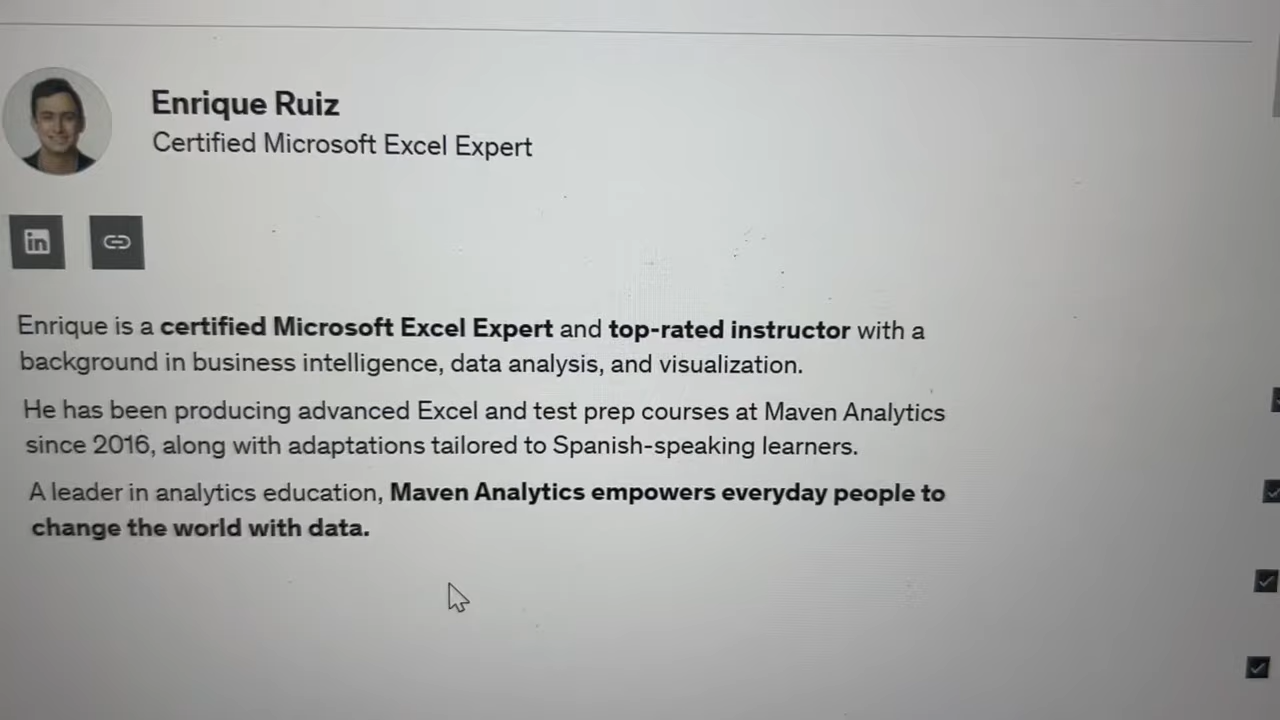 Enrique Ruiz
Certified Microsoft Excel Expert
in
Enrique is a certified Microsoft Excel Expert and top-rated instructor with a
background in business intelligence, data analysis, and visualization.
He has been producing advanced Excel and test prep courses at Maven Analytics
since 2016, along with adaptations tailored to Spanish-speaking learners.
A leader in analytics education, Maven Analytics empowers everyday people to
change the world with data.